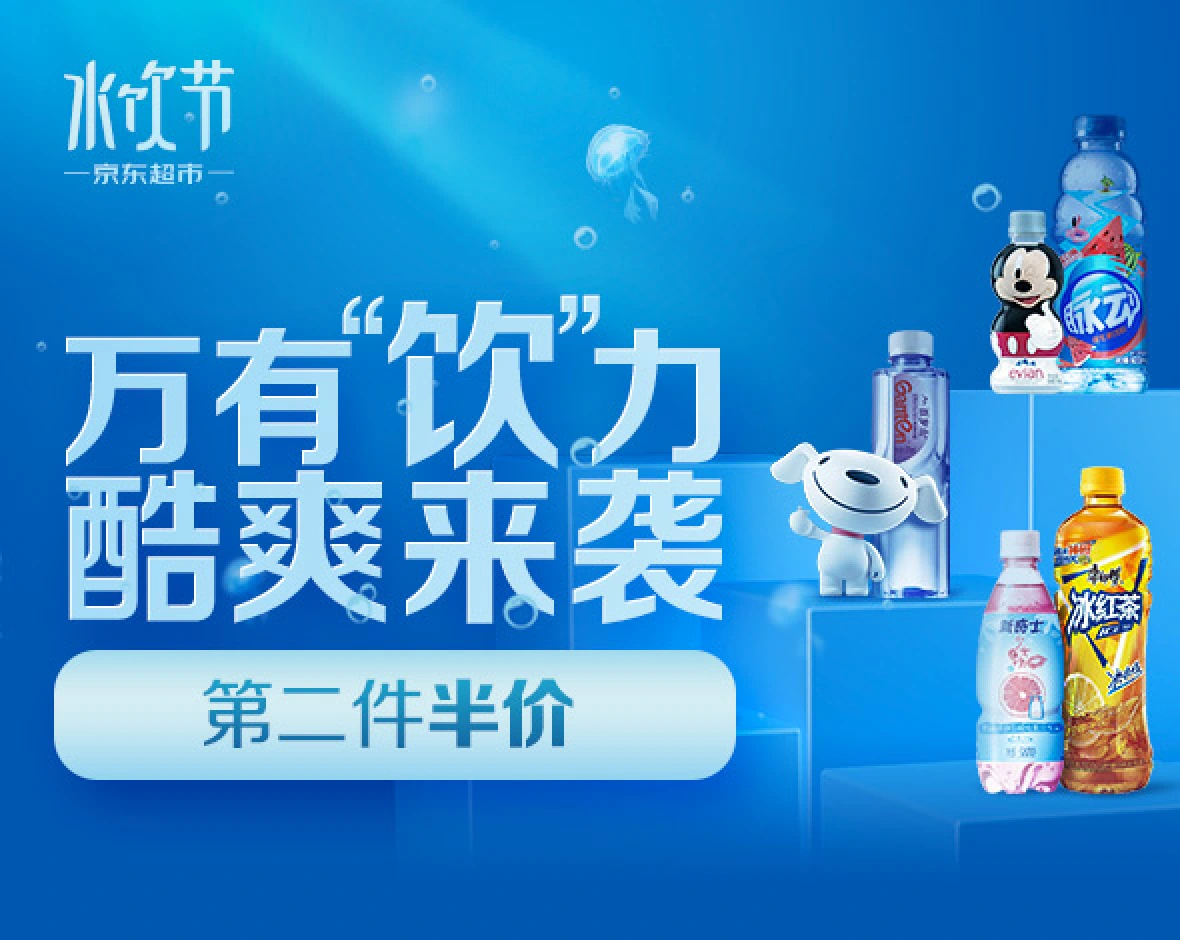 水饮节
京东超市
万有“饮”力
酷爽来袭
第二件半价
脉动
evian
康师傅
冰红茶